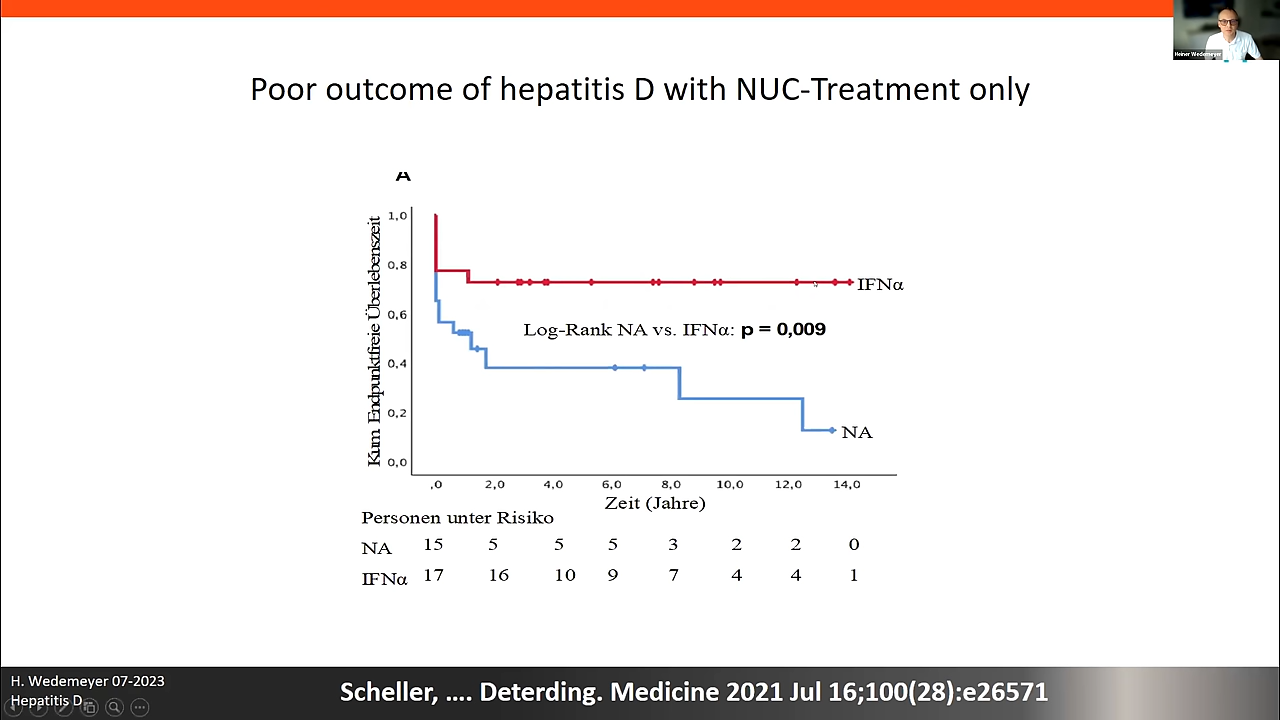 Heiner Wedemeyer
Poor outcome of hepatitis D with NUC-Treatment only
A
Kum. Endpunktfreie Überlebenszeit
1,0
0,8
0,6
0,4
0,2
0,0
IFNα
Log-Rank NA vs. IFNα: p = 0,009
NA
,0 2,0 4,0 6,0 8,0 10,0 12,0 14,0
Zeit (Jahre)
Personen unter Risiko
NA 15 5 5 5 3 2 2 0
IFNα 17 16 10 9 7 4 4 1
H. Wedemeyer 07-2023
Hepatitis D
Scheller, .... Deterding. Medicine 2021 Jul 16;100(28):e26571